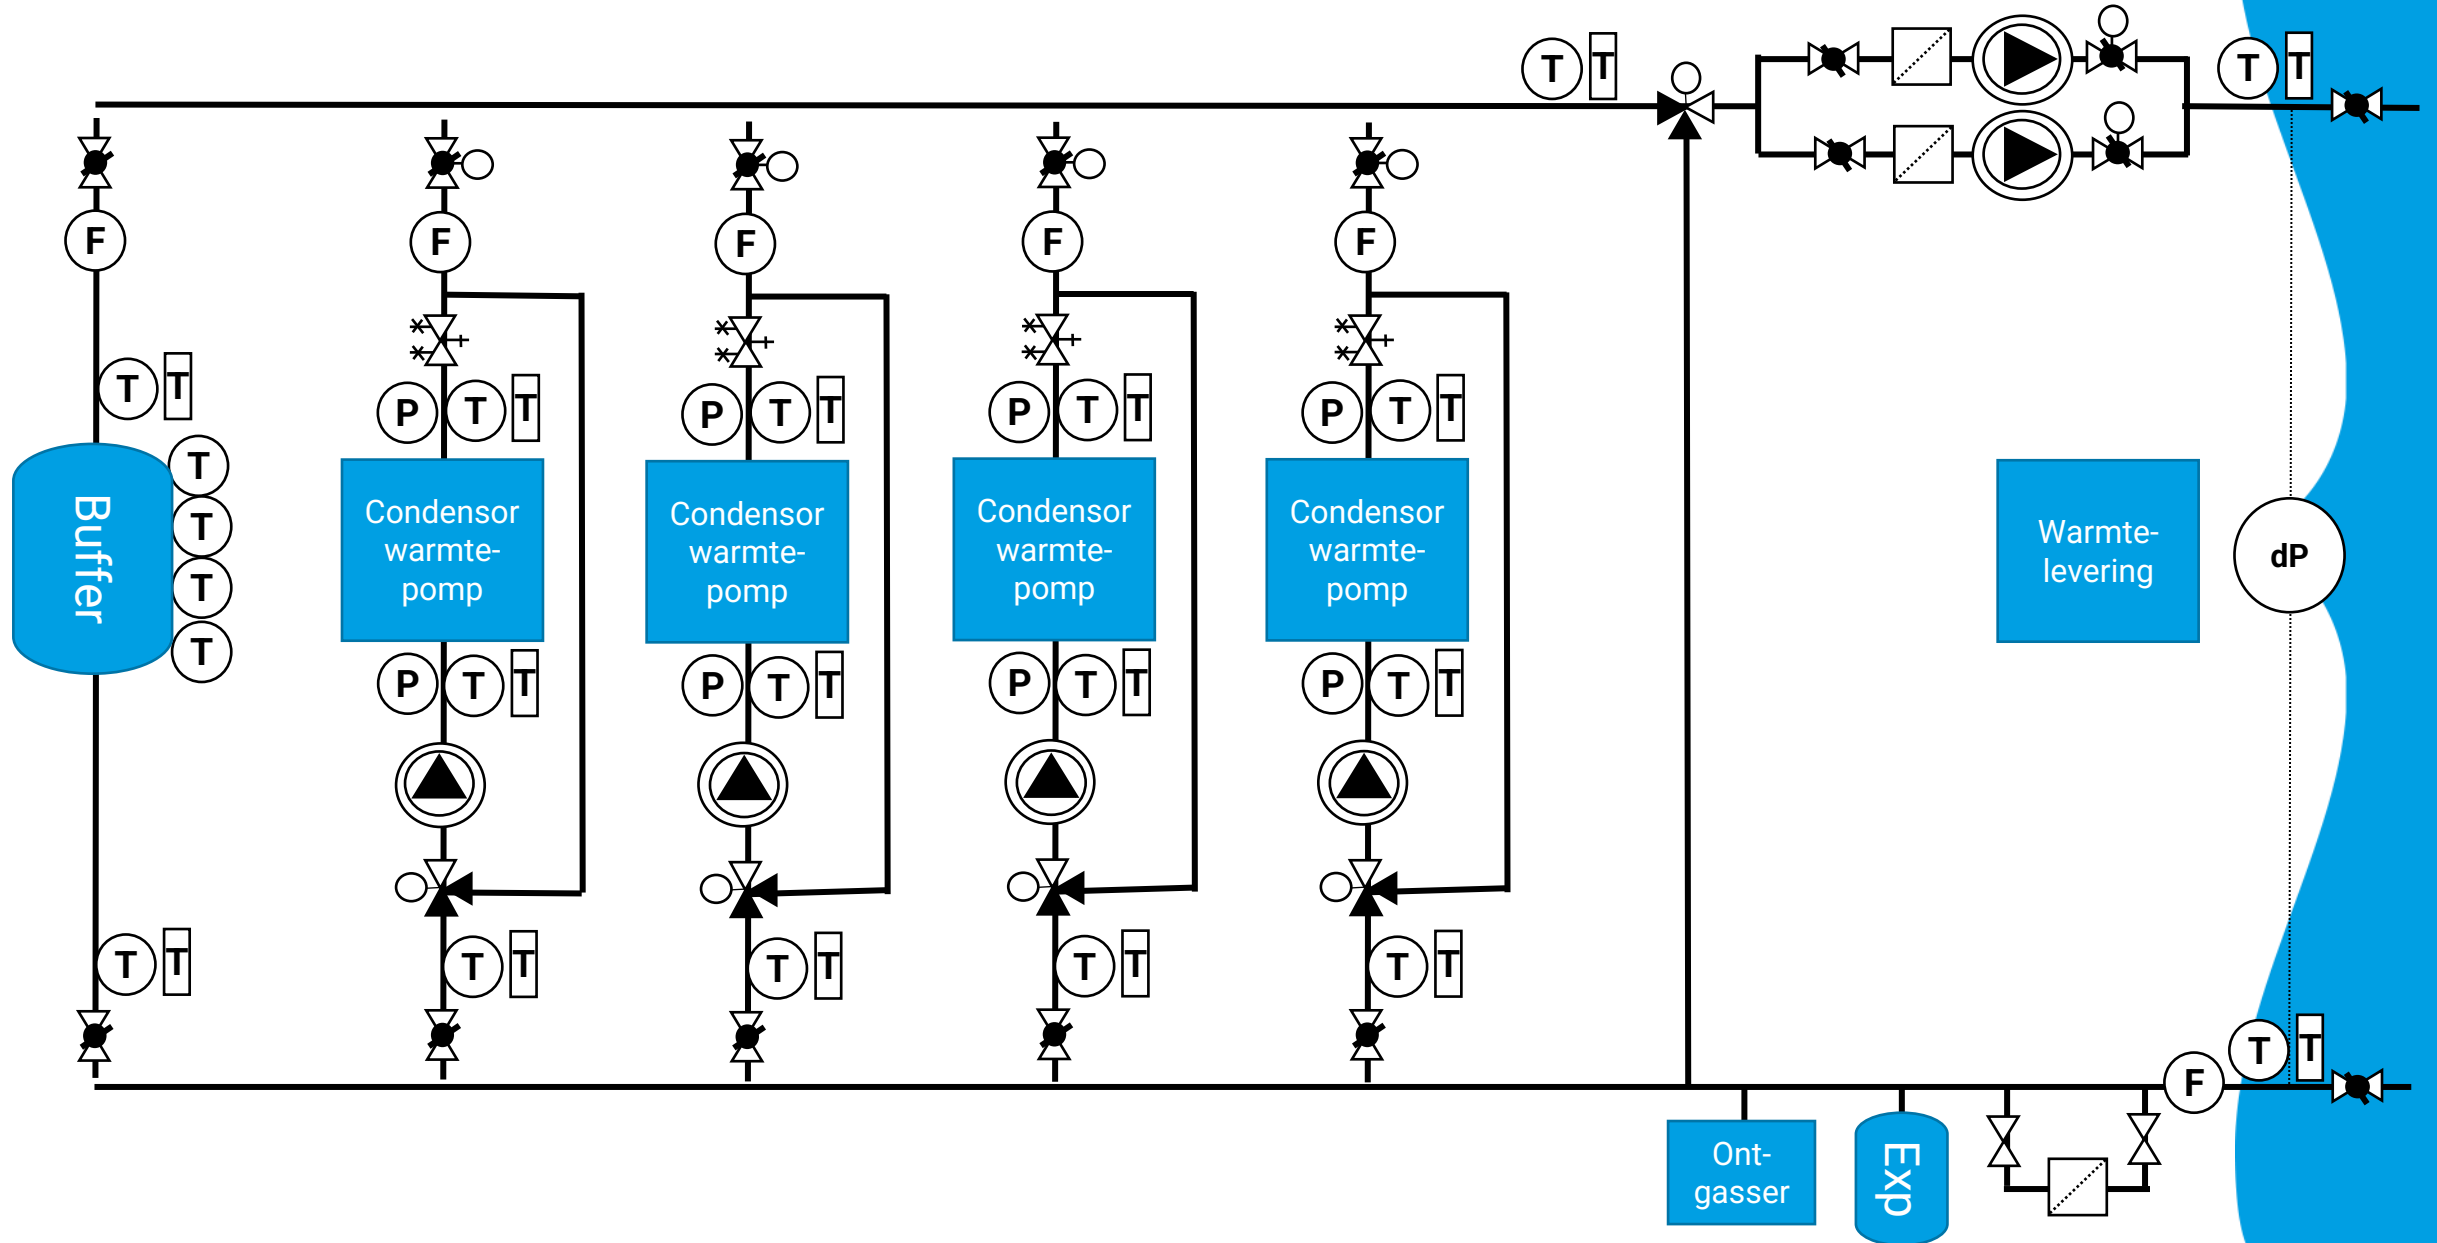 T T
T T
F F F F F
T T
P T T
P T T
P T T
P T T
T
T
T
T
Buffer
Condensor
warmte-
pomp
Condensor
warmte-
pomp
Condensor
warmte-
pomp
Condensor
warmte-
pomp
Warmte-
levering
dP
P T T
P T T
P T T
P T T
T T
T T
T T
T T
T T
F T T
Ont-
gasser
Exp